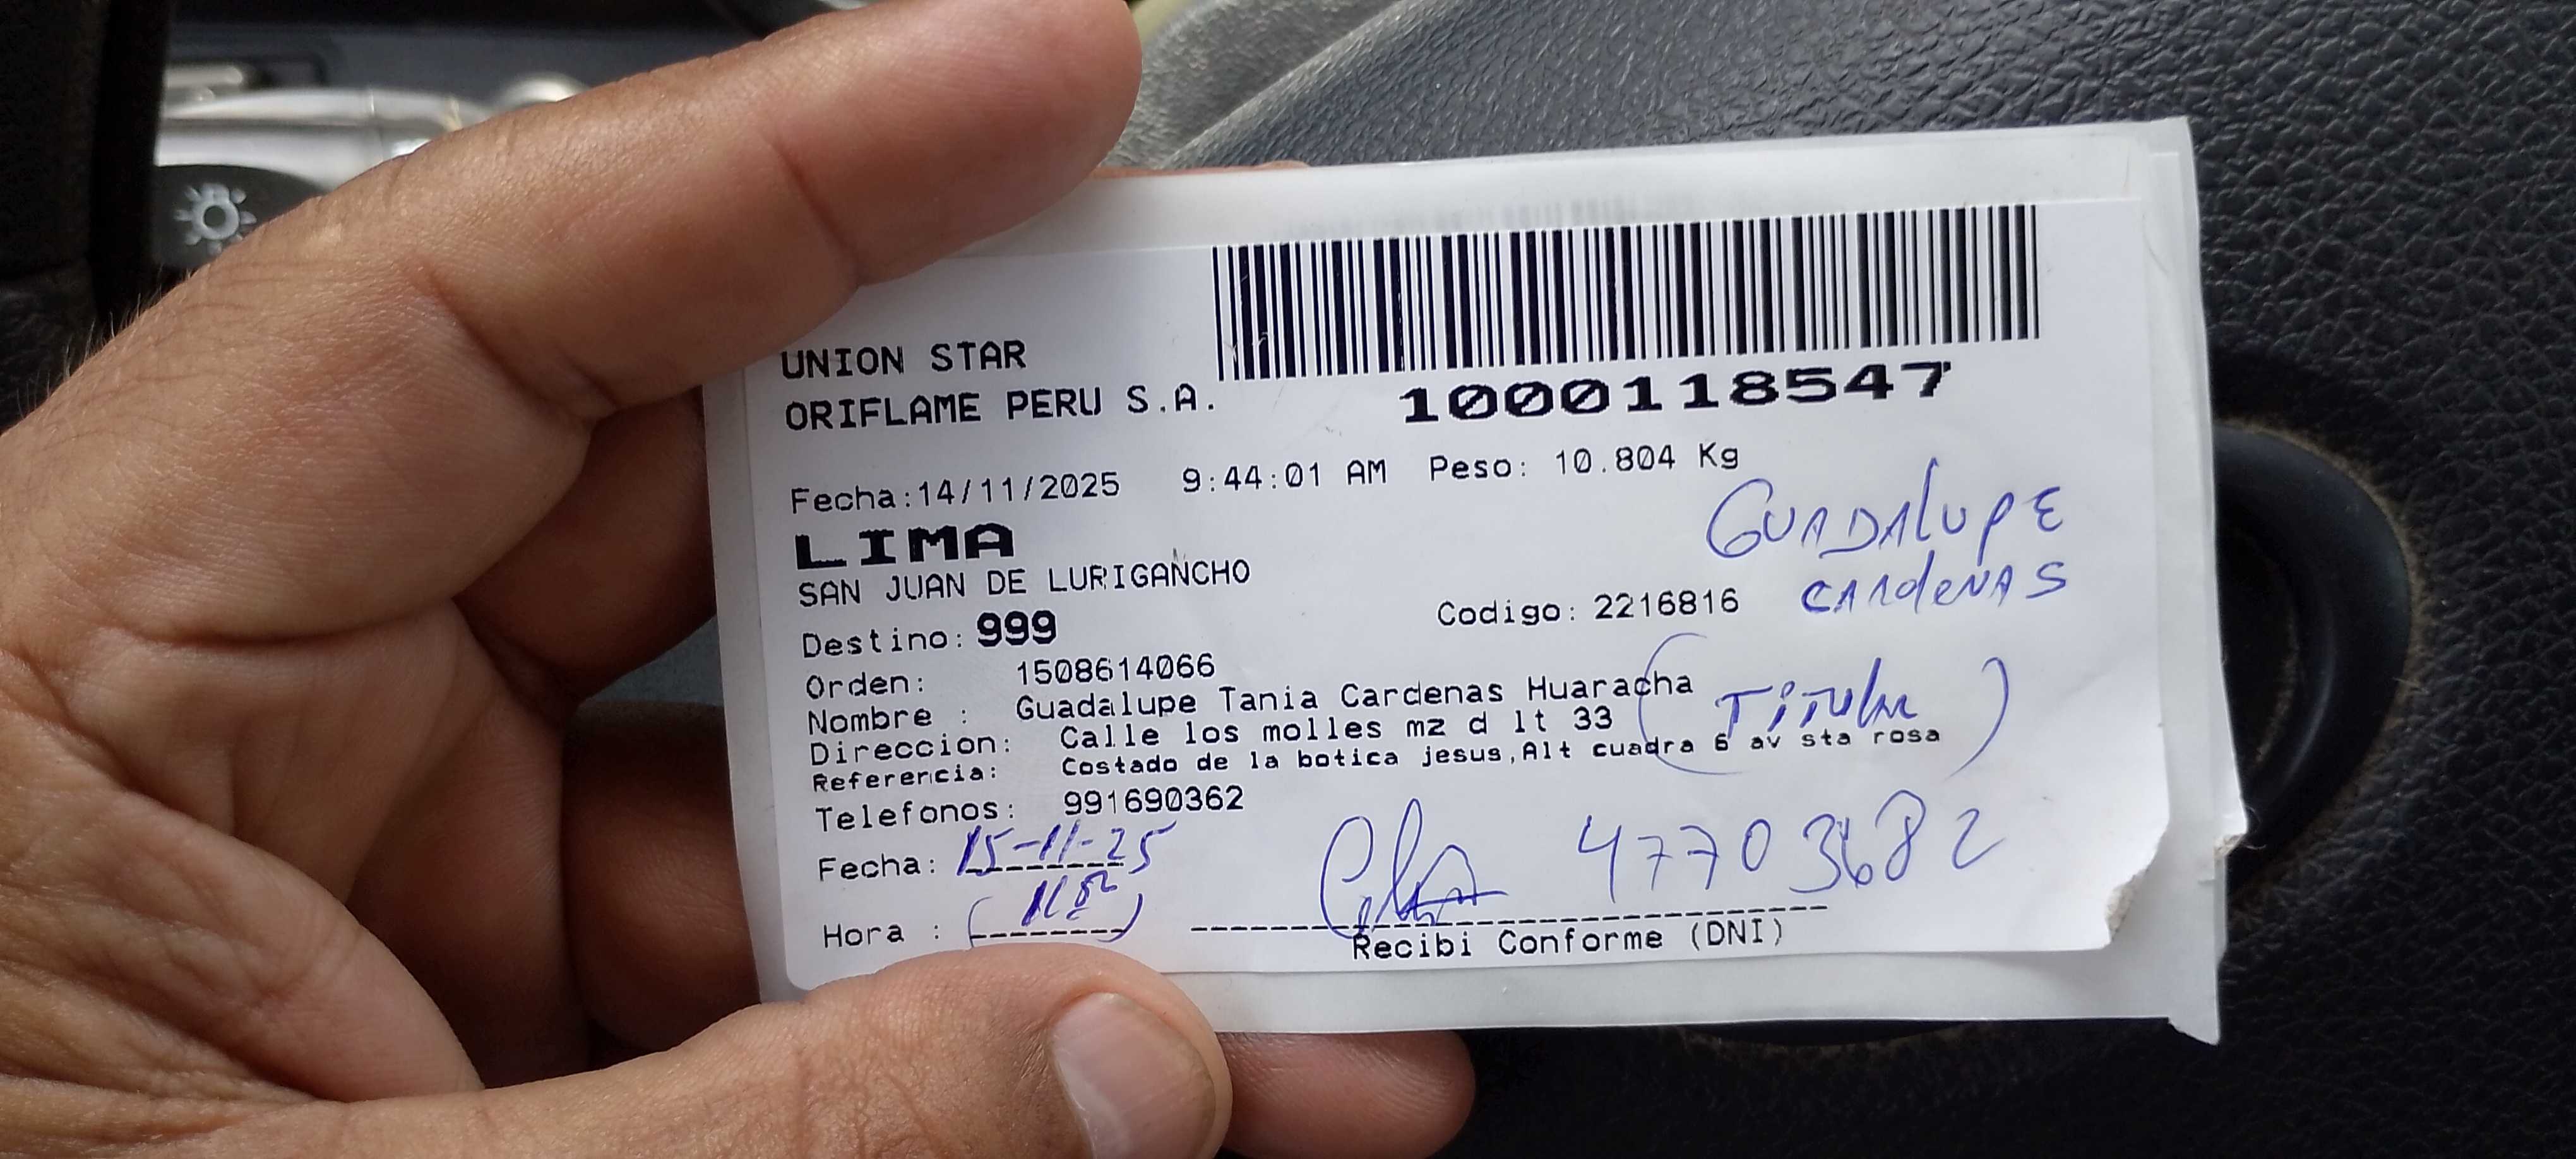 UNION STAR
ORIFLAME PERU S.A.
1000118547
Fecha:14/11/2025 9:44:01 AM Peso: 10.804 Kg
LIMA
GUADALUPE
SAN JUAN DE LURIGANCHO
CARdENAS
Destino: 999
Codigo: 2216816
Orden: 1508614066
Nombre : Guadalupe Tania Cardenas Huaracha
(TITULAR)
Direccion: Calle los molles mz d lt 33
Referencia: Costado de la botica jesus,Alt cuadra 6 av sta rosa
Telefonos: 991690362
Fecha: 15-11-25
47703682
Hora : (11 52)
Recibi Conforme (DNI)